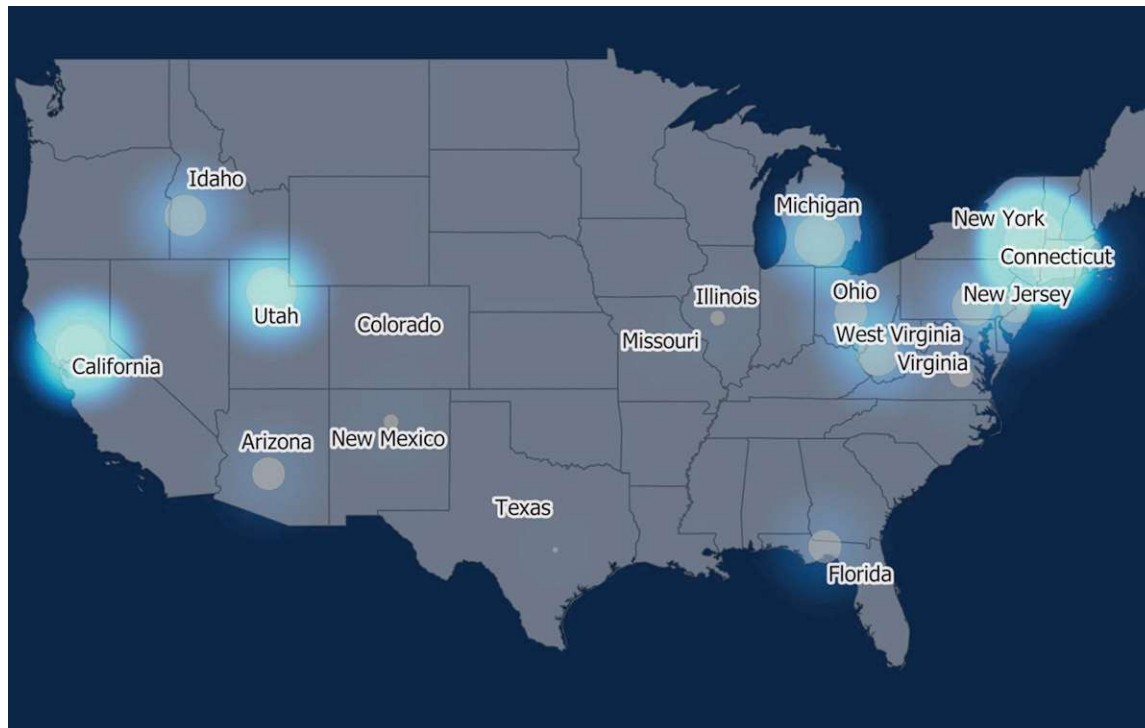 Idaho
Michigan
New York
Connecticut
Utah
Colorado
Illinois
Ohio
New Jersey
Missouri
West Virginia
Virginia
California
Arizona
New Mexico
Texas
Florida